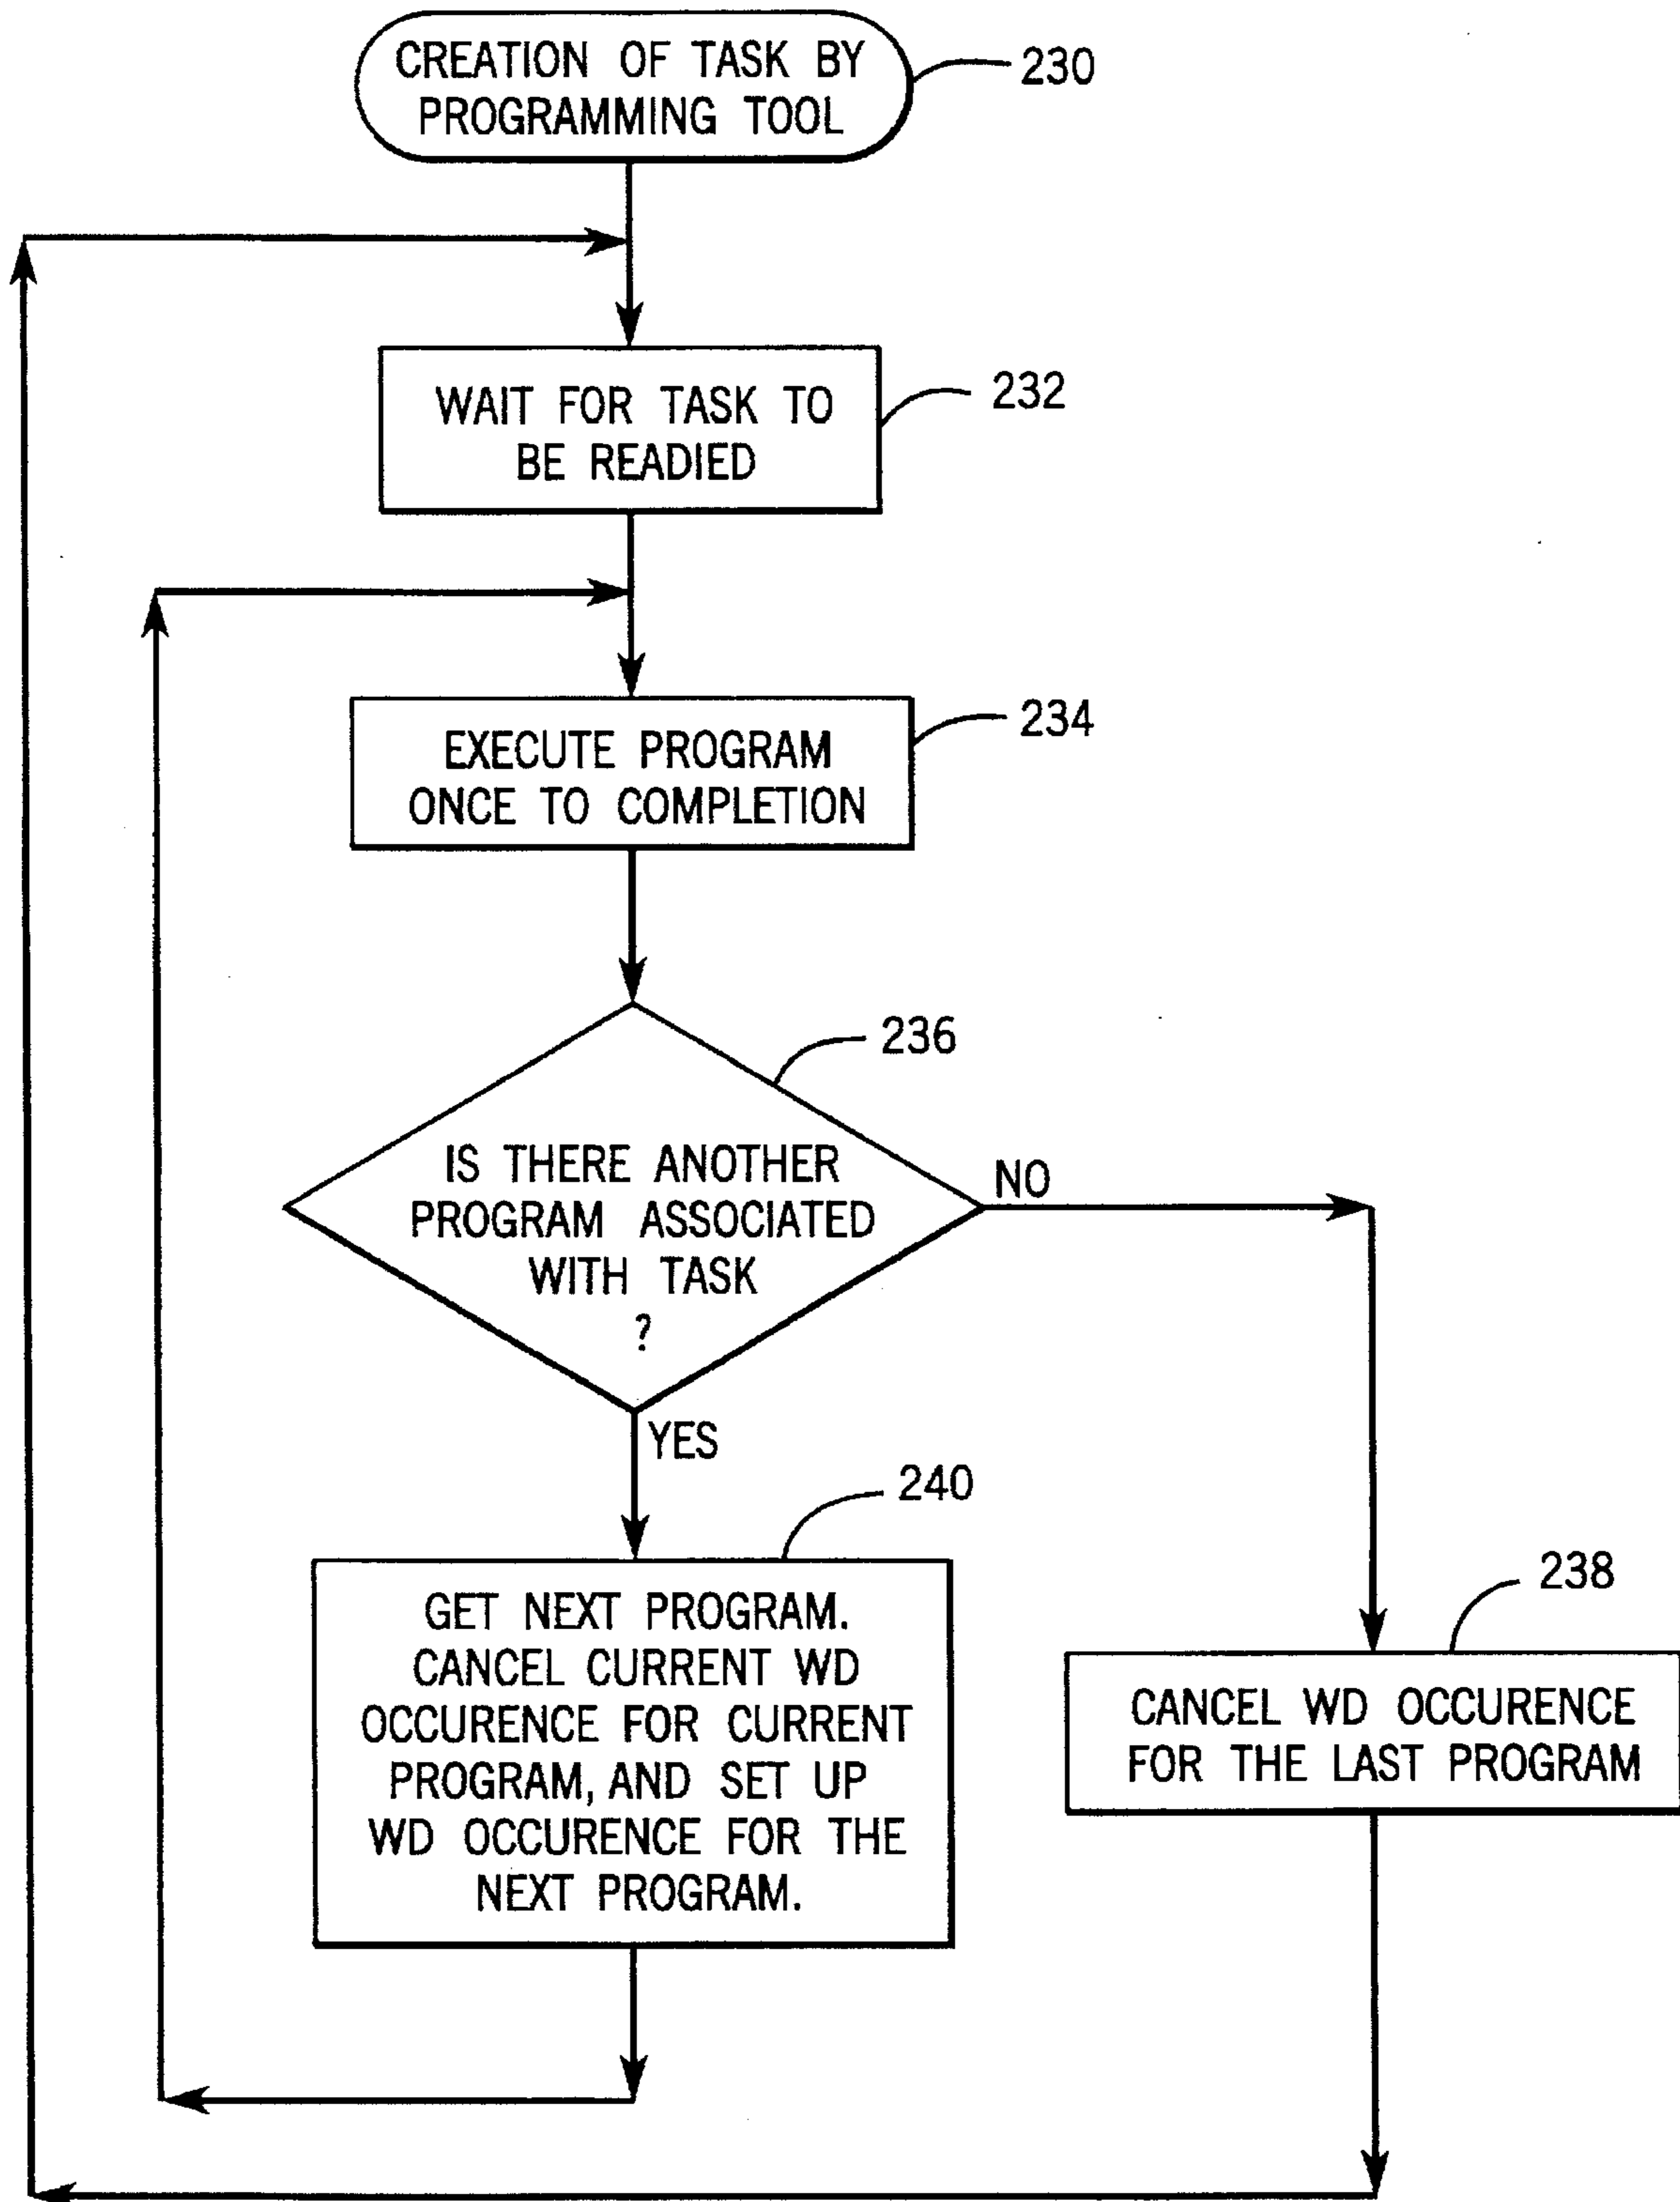 CREATION OF TASK BY
PROGRAMMING TOOL
230
WAIT FOR TASK TO
BE READIED
232
EXECUTE PROGRAM
ONCE TO COMPLETION
234
236
IS THERE ANOTHER
PROGRAM ASSOCIATED
WITH TASK
?
NO
YES
240
GET NEXT PROGRAM.
CANCEL CURRENT WD
OCCURENCE FOR CURRENT
PROGRAM, AND SET UP
WD OCCURENCE FOR THE
NEXT PROGRAM.
238
CANCEL WD OCCURENCE
FOR THE LAST PROGRAM